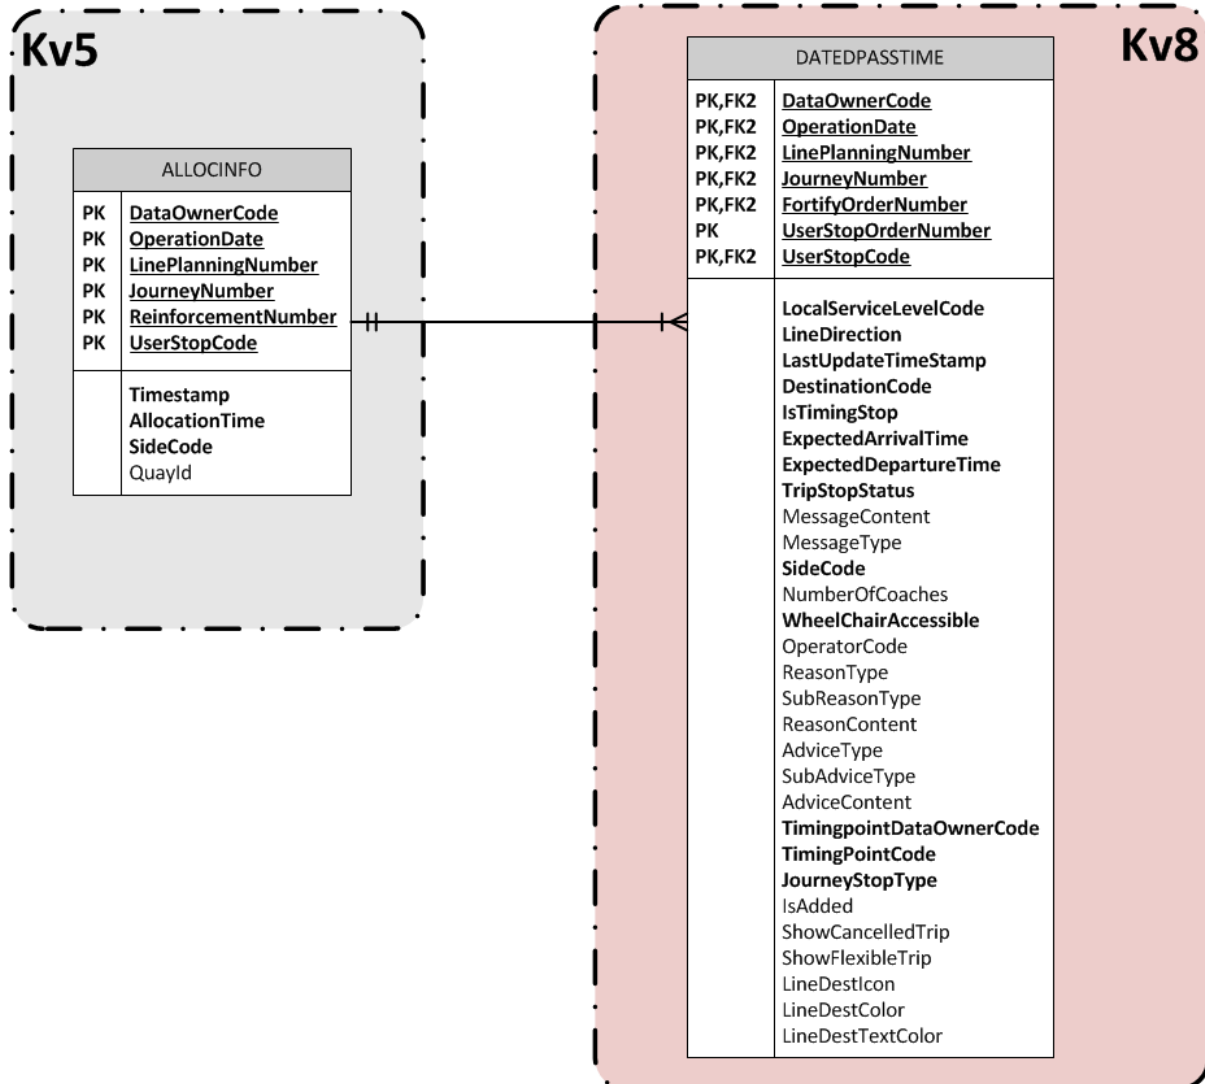 Kv5
ALLOCINFO
PK DataOwnerCode
PK OperationDate
PK LinePlanningNumber
PK JourneyNumber
PK ReinforcementNumber
PK UserStopCode
Timestamp
AllocationTime
SideCode
QuayId
Kv8
DATEDPASSTIME
PK,FK2 DataOwnerCode
PK,FK2 OperationDate
PK,FK2 LinePlanningNumber
PK,FK2 JourneyNumber
PK,FK2 FortifyOrderNumber
PK UserStopOrderNumber
PK,FK2 UserStopCode
LocalServiceLevelCode
LineDirection
LastUpdateTimeStamp
DestinationCode
IsTimingStop
ExpectedArrivalTime
ExpectedDepartureTime
TripStopStatus
MessageContent
MessageType
SideCode
NumberOfCoaches
WheelChairAccessible
OperatorCode
ReasonType
SubReasonType
ReasonContent
AdviceType
SubAdviceType
AdviceContent
TimingpointDataOwnerCode
TimingPointCode
JourneyStopType
IsAdded
ShowCancelledTrip
ShowFlexibleTrip
LineDestIcon
LineDestColor
LineDestTextColor